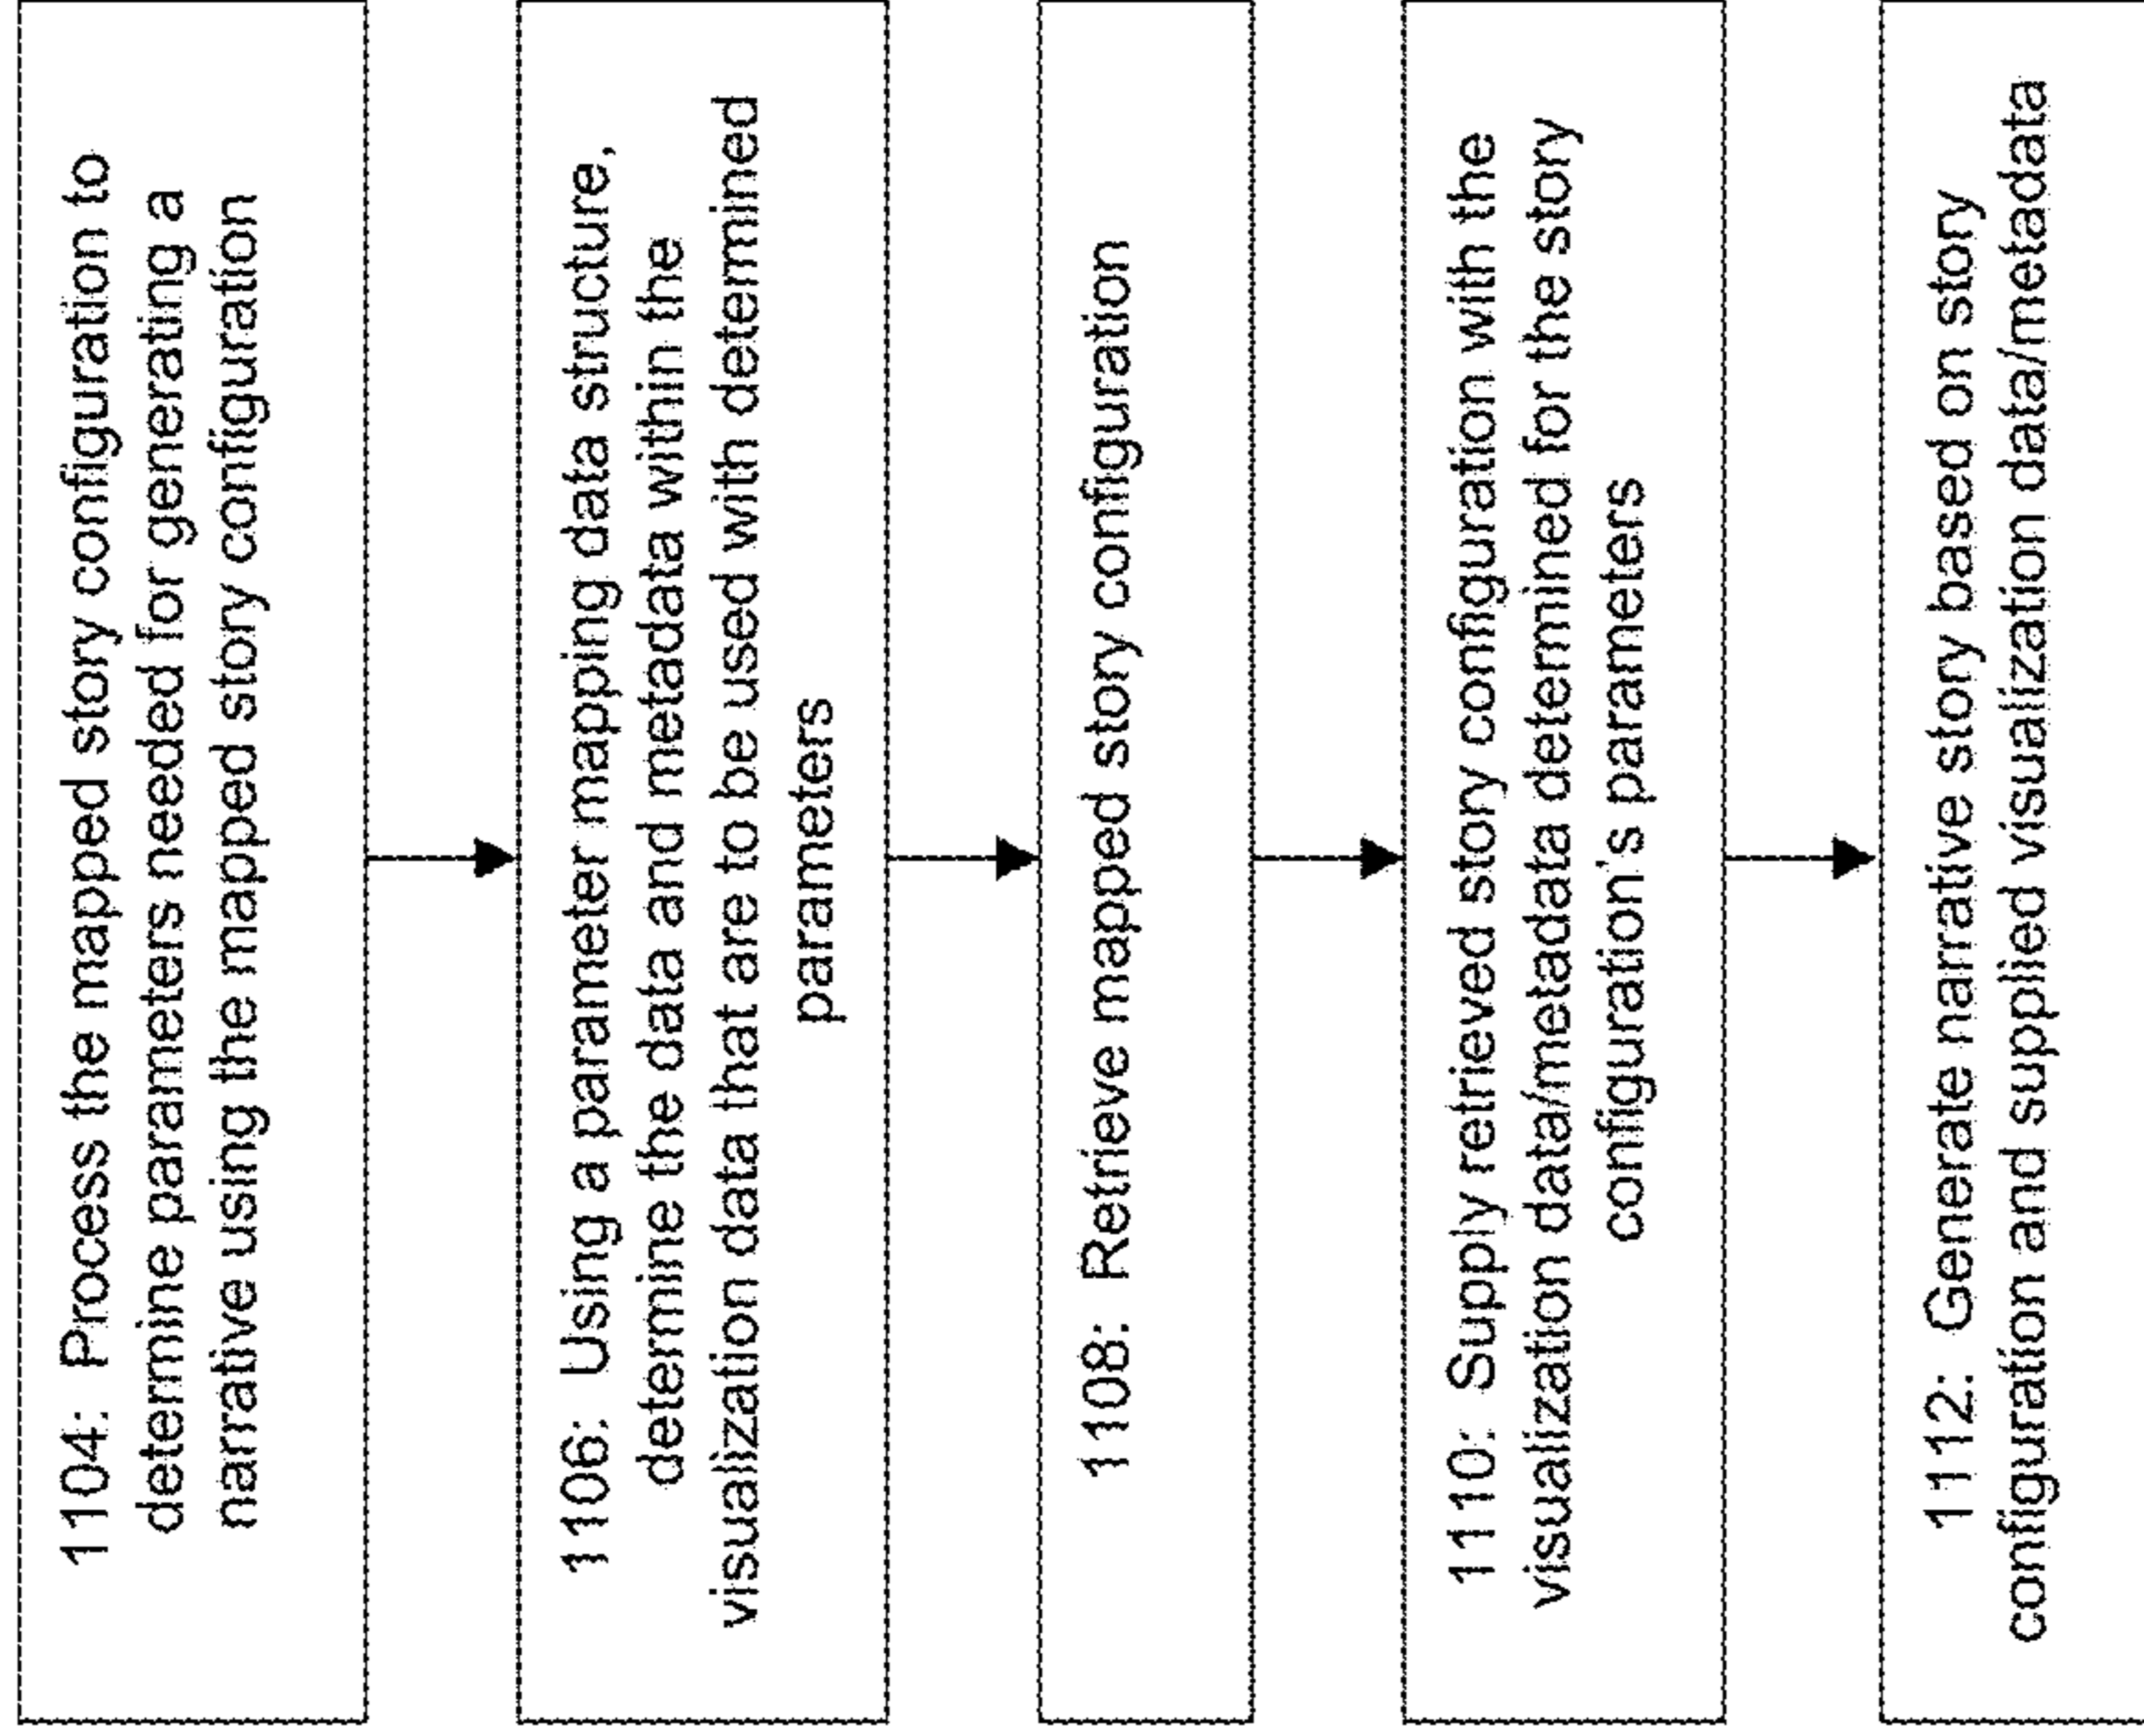 1104: Process the mapped story configuration to
determine parameters needed for generating a
narrative using the mapped story configuration
1106: Using a parameter mapping data structure,
determine the data and metadata within the
visualization data that are to be used with determined
parameters
1108: Retrieve mapped story configuration
1110: Supply retrieved story configuration with the
visualization data/metadata determined for the story
configuration's parameters
1112: Generate narrative story based on story
configuration and supplied visualization data/metadata